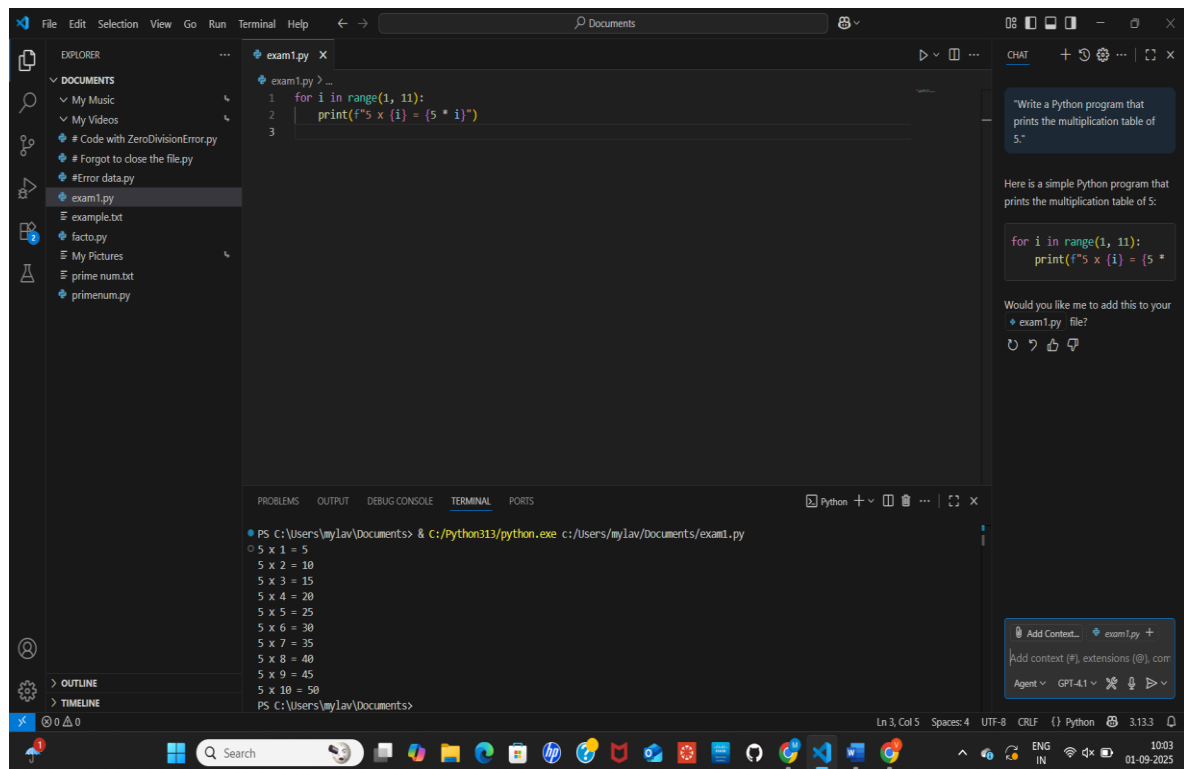 File Edit Selection View Go Run Terminal Help
Documents
EXPLORER
DOCUMENTS
My Music
My Videos
# Code with ZeroDivisionError.py
# Forgot to close the file.py
#Error data.py
exam1.py
example.txt
facto.py
My Pictures
prime num.txt
primenum.py
OUTLINE
TIMELINE
2
exam1.py
exam1.py > ...
1 for i in range(1, 11):
2 print(f"5 x {i} = {5 * i}")
3
PROBLEMS OUTPUT DEBUG CONSOLE TERMINAL PORTS
Python
PS C:\Users\mylav\Documents> & C:/Python313/python.exe c:/Users/mylav/Documents/exam1.py
5 x 1 = 5
5 x 2 = 10
5 x 3 = 15
5 x 4 = 20
5 x 5 = 25
5 x 6 = 30
5 x 7 = 35
5 x 8 = 40
5 x 9 = 45
5 x 10 = 50
PS C:\Users\mylav\Documents>
CHAT
"Write a Python program that
prints the multiplication table of
5."
Here is a simple Python program that
prints the multiplication table of 5:
for i in range(1, 11):
print(f"5 x {i} = {5 *
Would you like me to add this to your
exam1.py file?
Add Context... exam1.py +
Add context (#), extensions (@), com
Agent GPT-4.1
0 0
Ln 3, Col 5 Spaces: 4 UTF-8 CRLF {} Python 3.13.3
1
Search
ENG
IN
10:03
01-09-2025